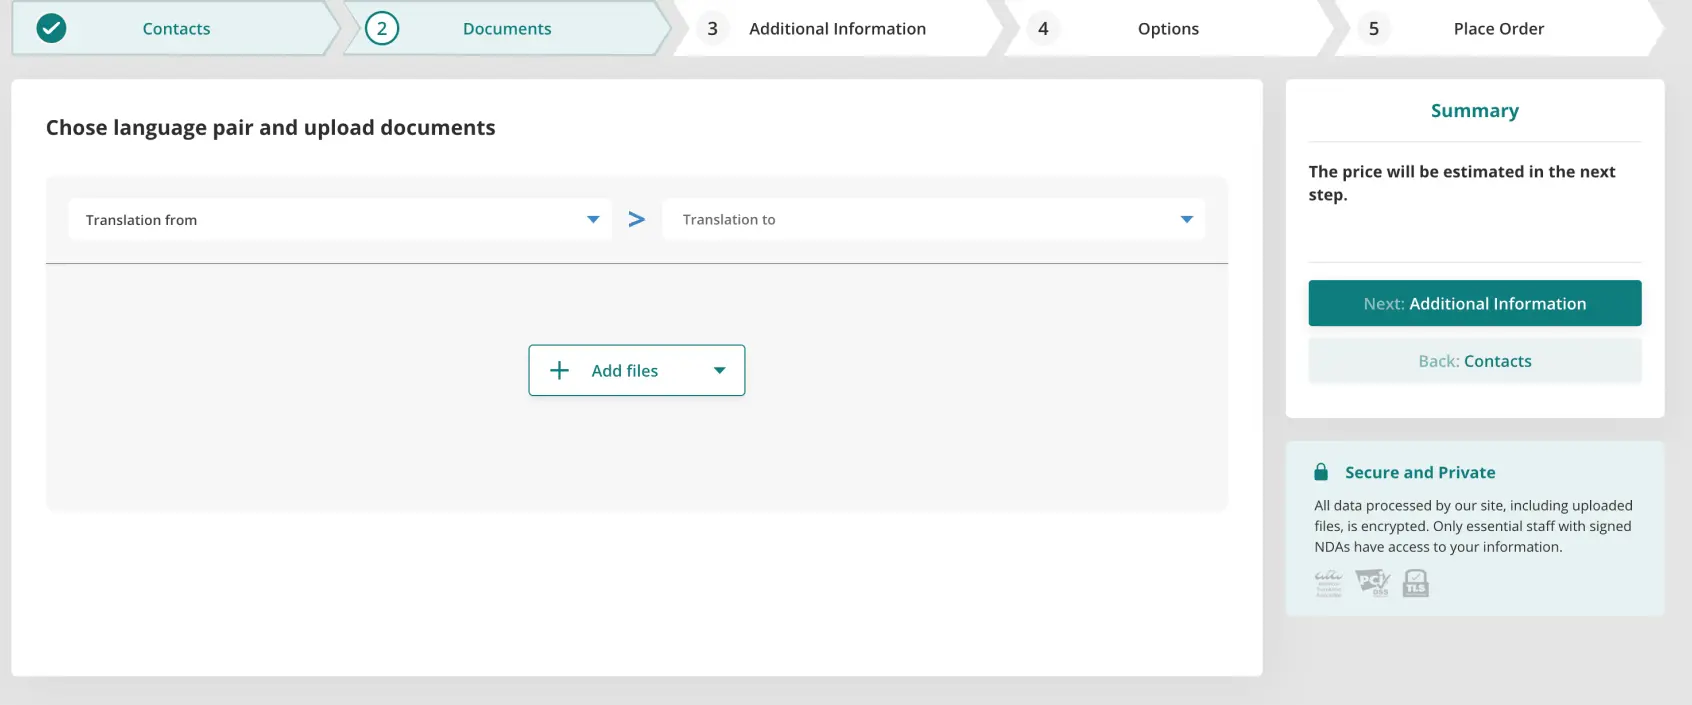 Contacts
2 Documents
3 Additional Information
4 Options
5 Place Order
Chose language pair and upload documents
Translation from
>
Translation to
Add files
Summary
The price will be estimated in the next
step.
Next: Additional Information
Back: Contacts
Secure and Private
All data processed by our site, including uploaded
files, is encrypted. Only essential staff with signed
NDAs have access to your information.
PCI
DSS
TLS